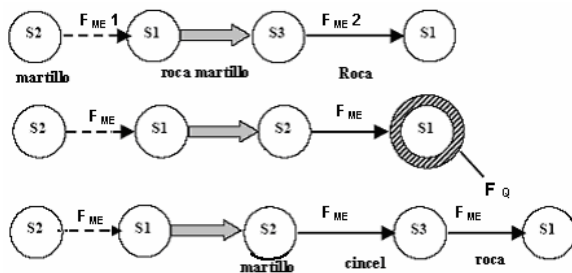 F ME 1 F ME 2
S2 S1 S3 S1
martillo roca martillo Roca
F ME F ME
S2 S1 S2 S1
F Q
F ME F ME F ME
S2 S1 S2 S3 S1
martillo cincel roca